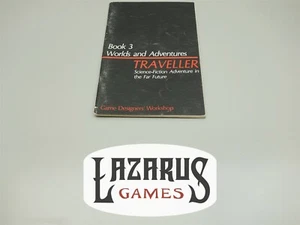 Book 3
Worlds and Adventures
TRAVELLER
Science-Fiction Adventure in
the Far Future
Game Designers' Workshop
LAZARUS
GAMES